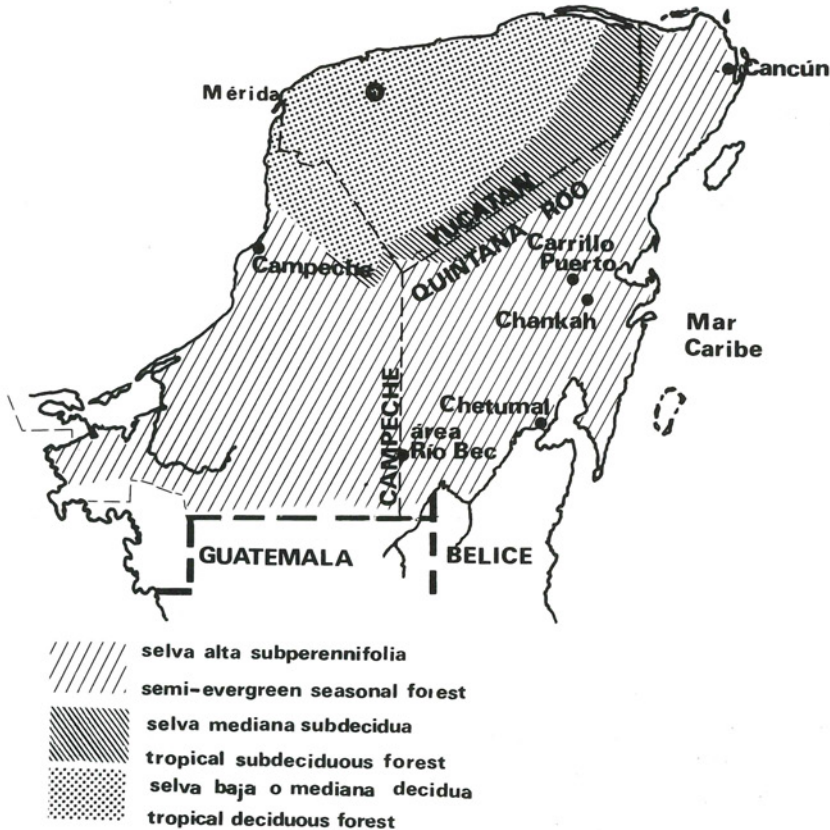 Cancún
Mérida
YUCATAN
QUINTANA ROO
Carrillo
Puerto
Campeche
Chankah
Mar
Caribe
CAMPECHE
Chetumal
área
Río Bec
GUATEMALA
BELICE
selva alta subperennifolia
semi-evergreen seasonal forest
selva mediana subdecidua
tropical subdeciduous forest
selva baja o mediana decidua
tropical deciduous forest